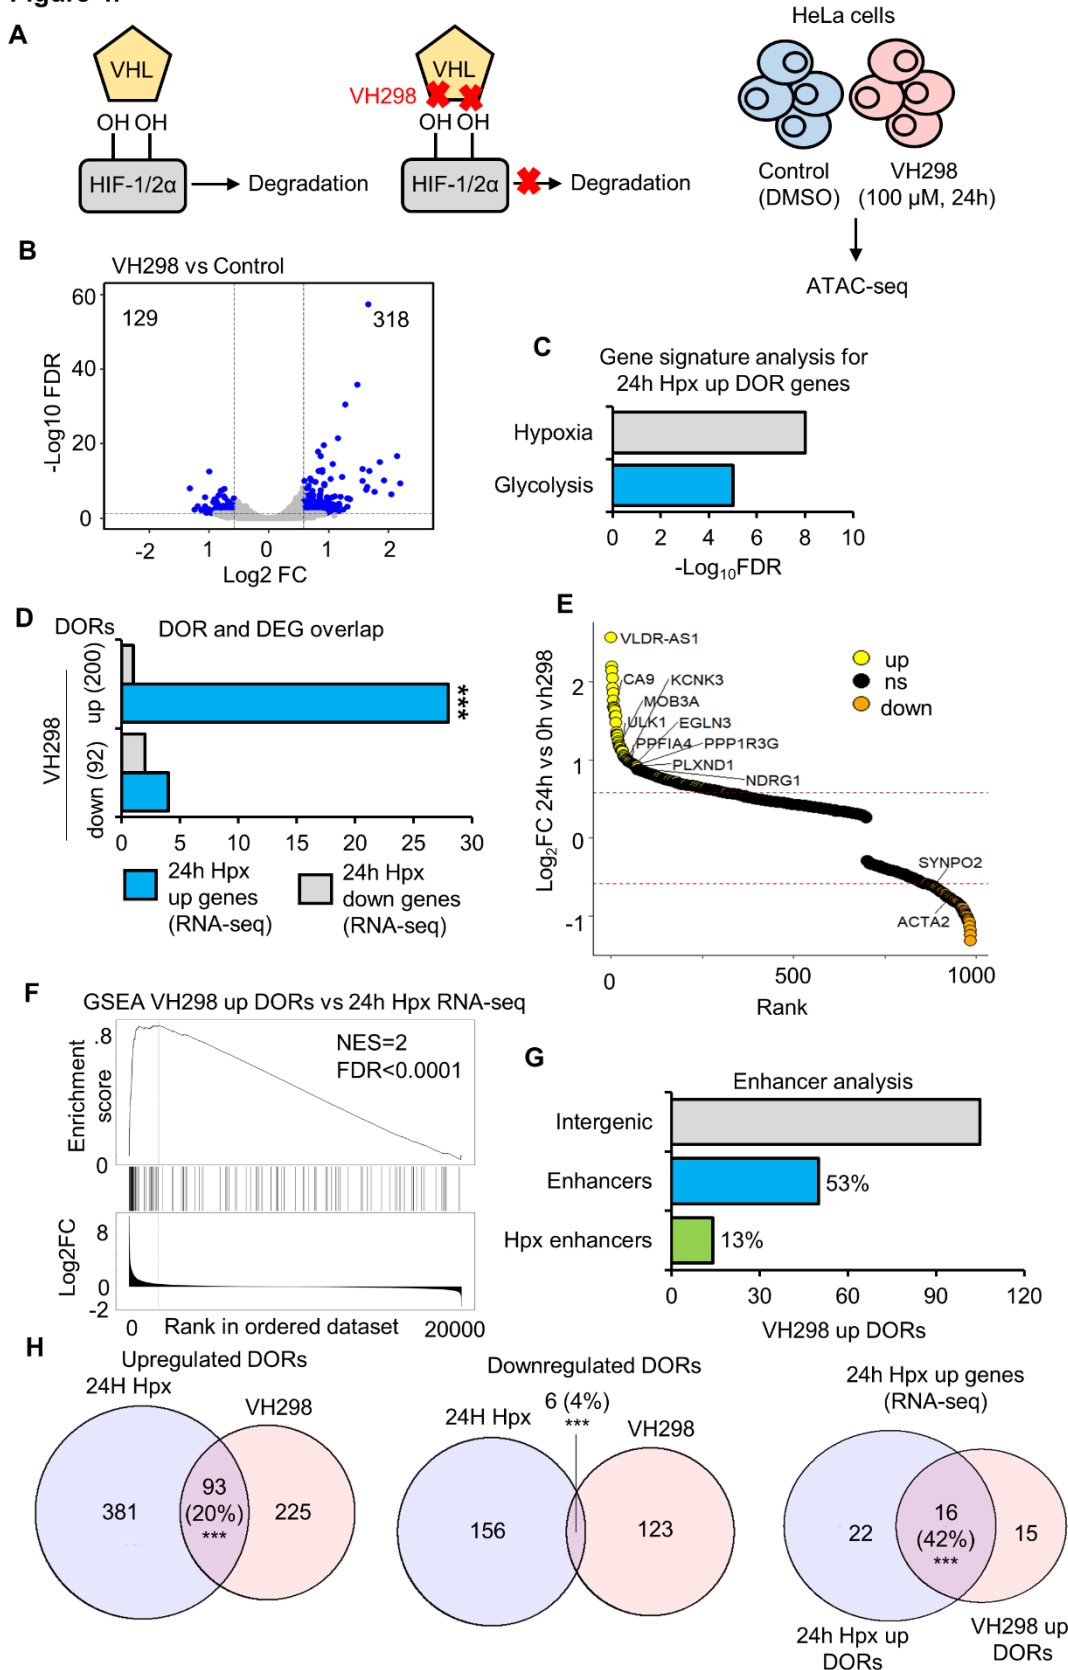 A
VHL
OH OH
HIF-1/2α
Degradation
VHL
VH298
OH OH
HIF-1/2α
Degradation
HeLa cells
Control
(DMSO)
VH298
(100 µM, 24h)
ATAC-seq
B
VH298 vs Control
129
318
-Log10 FDR
60
40
20
0
-2
1
0
1
2
Log2 FC
C
Gene signature analysis for
24h Hpx up DOR genes
Hypoxia
Glycolysis
0
2
4
6
8
10
-Log10FDR
D
DORs
DOR and DEG overlap
VH298
up (200)
down (92)
***
0
5
10
15
20
25
30
24h Hpx
up genes
(RNA-seq)
24h Hpx
down genes
(RNA-seq)
E
Log2FC 24h vs 0h vh298
2
1
0
-1
VLDR-AS1
CA9
KCNK3
MOB3A
ULK1
EGLN3
PPFIA4
PPP1R3G
PLXND1
NDRG1
SYNPO2
ACTA2
up
ns
down
0
500
1000
Rank
F
GSEA VH298 up DORs vs 24h Hpx RNA-seq
Enrichment
score
.8
0
NES=2
FDR<0.0001
Log2FC
8
0
-2
0
Rank in ordered dataset
20000
G
Enhancer analysis
Intergenic
Enhancers
53%
Hpx enhancers
13%
0
30
60
90
120
VH298 up DORs
H
Upregulated DORs
24H Hpx
VH298
381
93
(20%)
***
225
Downregulated DORs
6 (4%)
***
24H Hpx
VH298
156
123
24h Hpx up genes
(RNA-seq)
22
16
(42%)
***
15
24h Hpx up
DORs
VH298 up
DORs